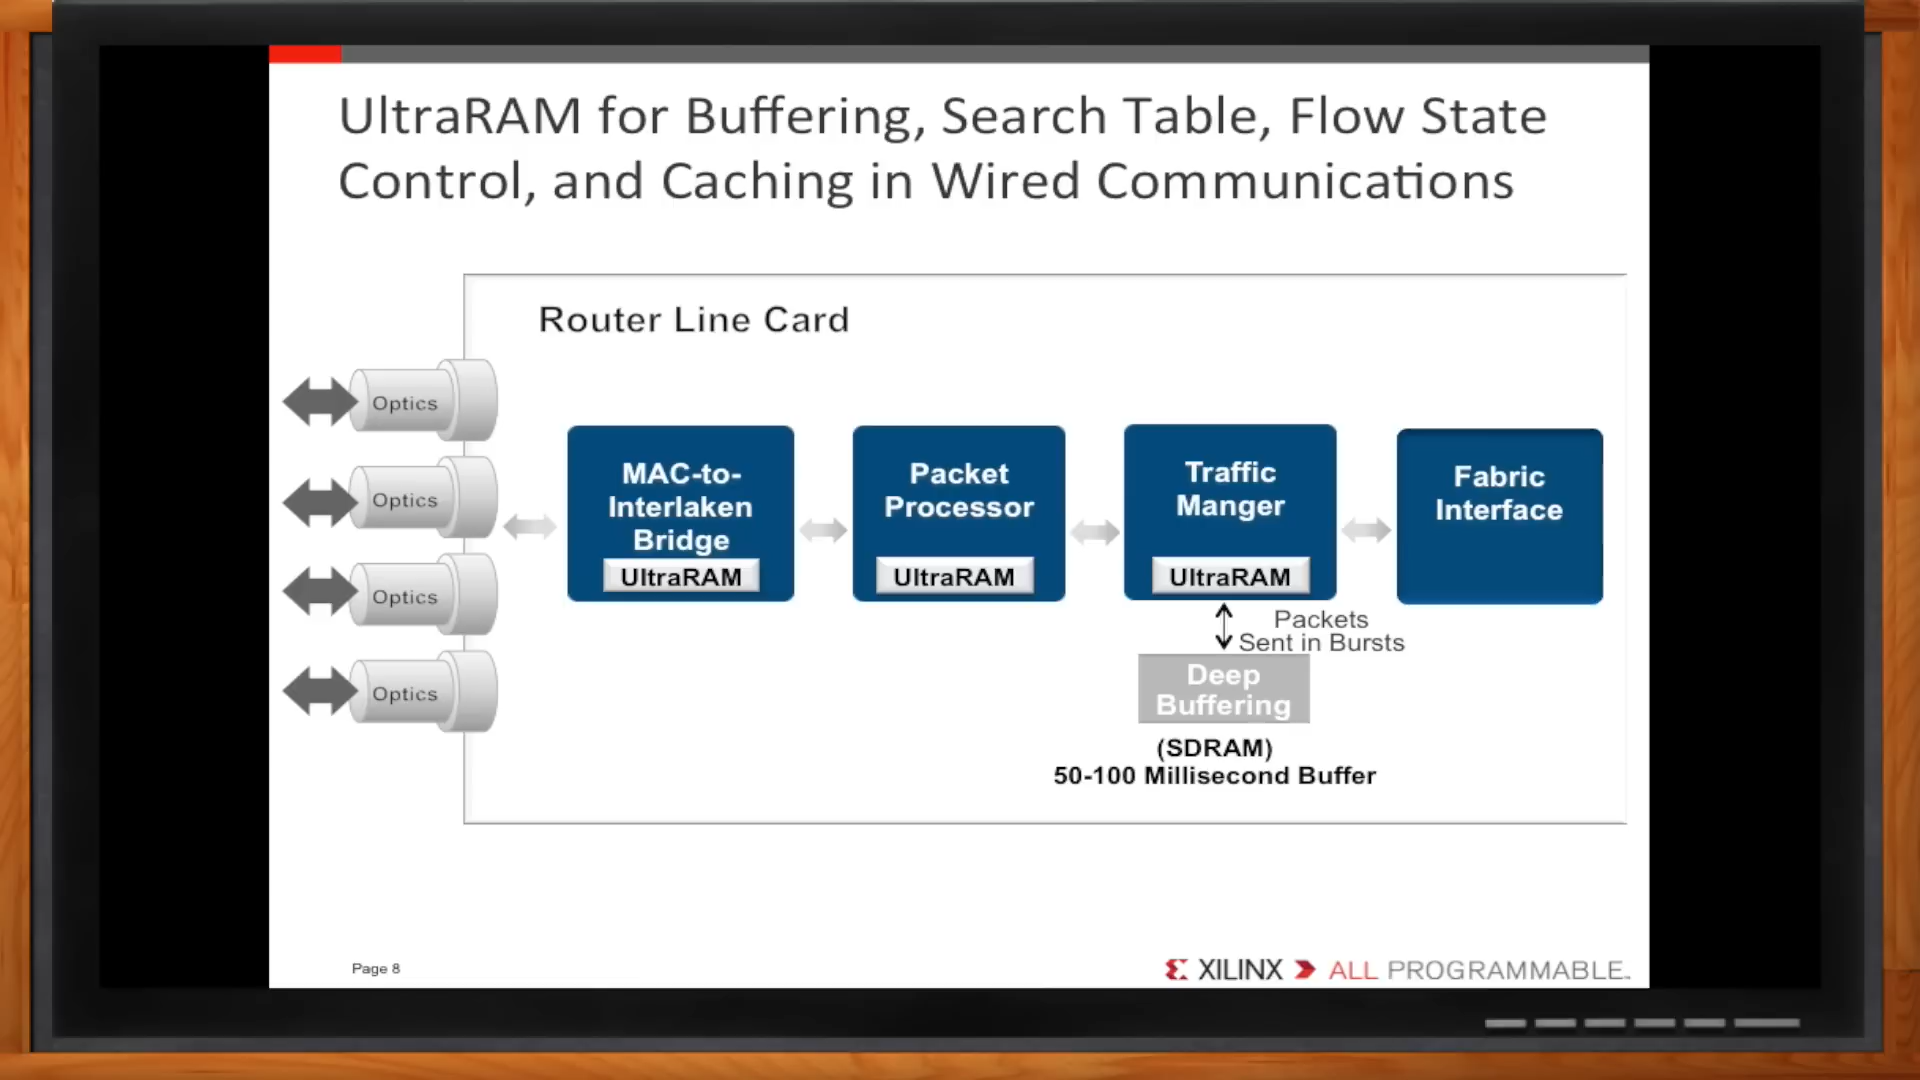 UltraRAM for Buffering, Search Table, Flow State
Control, and Caching in Wired Communications
Router Line Card
Optics
Optics
Optics
Optics
MAC-to-
Interlaken
Bridge
UltraRAM
Packet
Processor
UltraRAM
Traffic
Manger
UltraRAM
Fabric
Interface
Packets
Sent in Bursts
Deep
Buffering
(SDRAM)
50-100 Millisecond Buffer
Page 8
XILINX ALL PROGRAMMABLE™